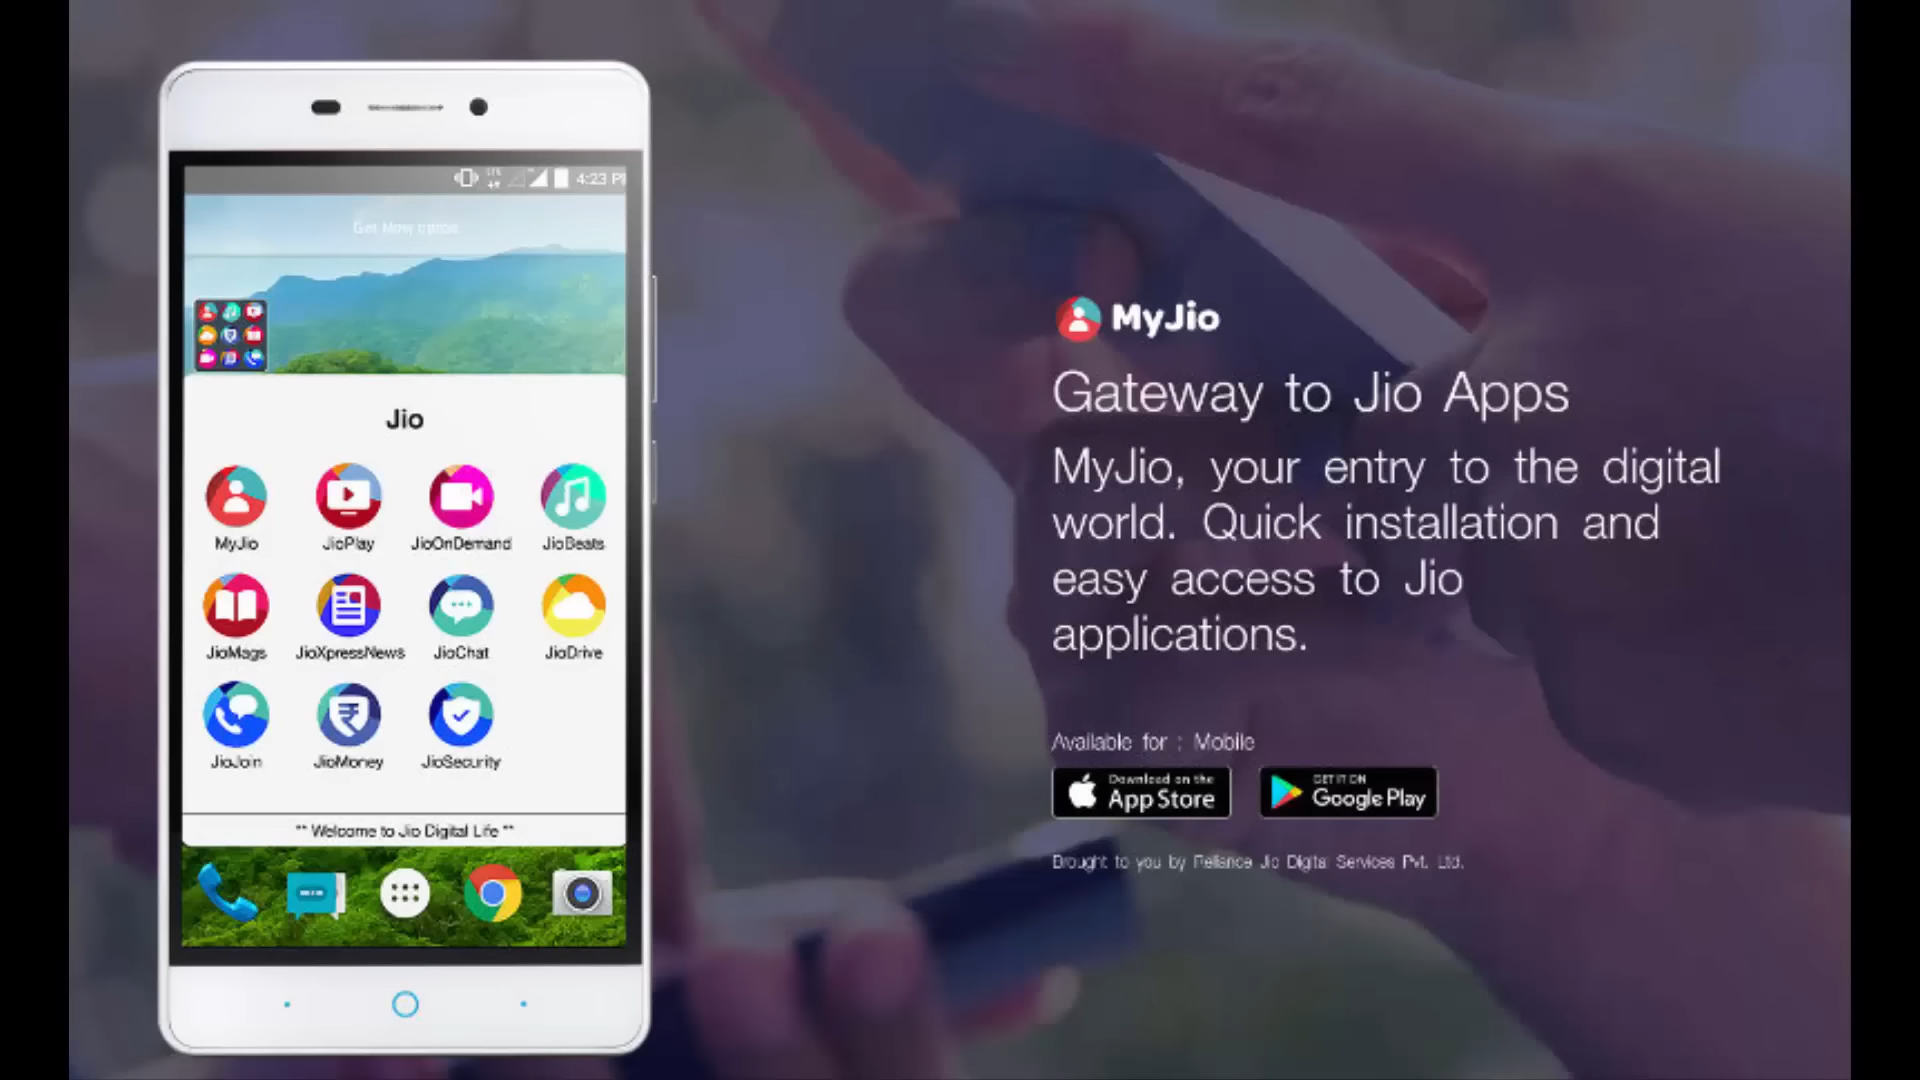 4:23 P
Jio
MyJio JioPlay JioOnDemand JioBeats
JioMags JioXpressNews JioChat JioDrive
JioJoin JioMoney JioSecurity
** Welcome to Jio Digital Life **
MyJio
Gateway to Jio Apps
MyJio, your entry to the digital
world. Quick installation and
easy access to Jio
applications.
Available for : Mobile
Download on the
App Store
GET IT ON
Google Play
Brought to you by Reliance Jio Digital Services Pvt. Ltd.